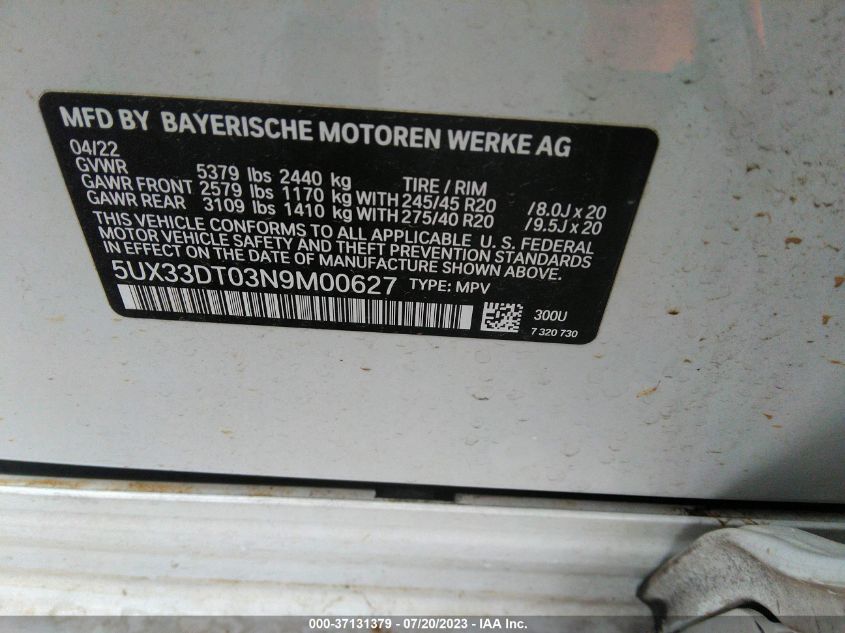 MFD BY BAYERISCHE MOTOREN WERKE AG
04/22
GVWR 5379 lbs 2440 kg TIRE / RIM
GAWR FRONT 2579 lbs 1170 kg WITH 245/45 R20 /8.0J x 20
GAWR REAR 3109 lbs 1410 kg WITH 275/40 R20 /9.5J x 20
THIS VEHICLE CONFORMS TO ALL APPLICABLE U. S. FEDERAL
MOTOR VEHICLE SAFETY AND THEFT PREVENTION STANDARDS
IN EFFECT ON THE DATE OF MANUFACTURE SHOWN ABOVE.
5UX33DT03N9M00627 TYPE: MPV
300U
7 320 730
000-37131379 - 07/20/2023 - IAA Inc.